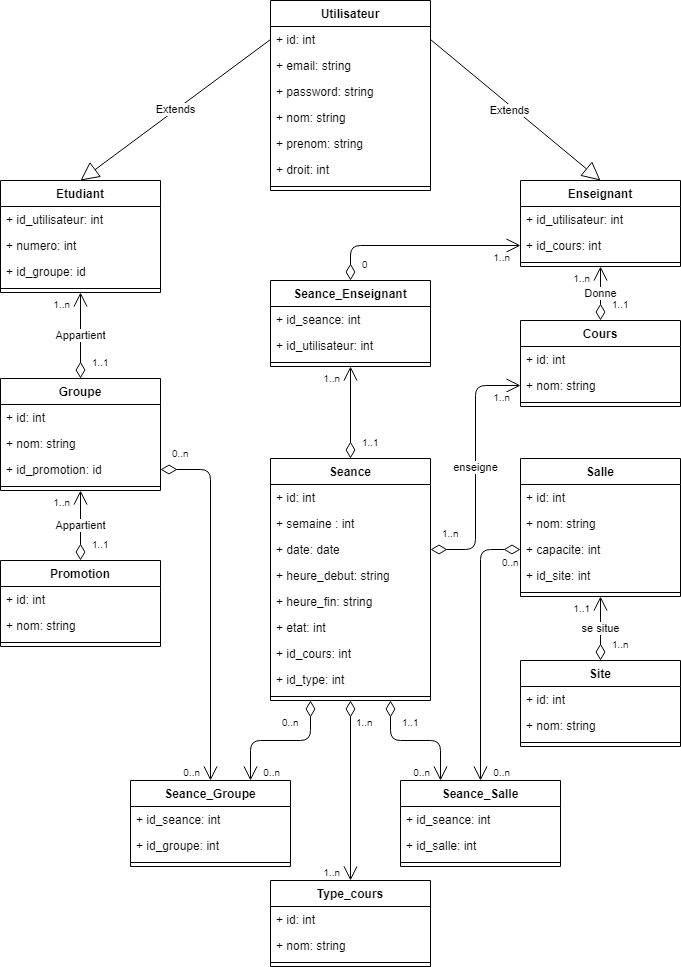 Utilisateur
+ id: int
+ email: string
+ password: string
+ nom: string
+ prenom: string
+ droit: int
Extends
Extends
Etudiant
+ id_utilisateur: int
+ numero: int
+ id_groupe: id
Enseignant
+ id_utilisateur: int
+ id_cours: int
0
1..n
Seance_Enseignant
+ id_seance: int
+ id_utilisateur: int
1..n
Donne
1..1
1..n
Appartient
1..1
Cours
+ id: int
+ nom: string
Groupe
+ id: int
+ nom: string
+ id_promotion: id
1..n
1..1
1..n
enseigne
1..n
0..n
Seance
+ id: int
+ semaine : int
+ date: date
+ heure_debut: string
+ heure_fin: string
+ etat: int
+ id_cours: int
+ id_type: int
Salle
+ id: int
+ nom: string
+ capacite: int
+ id_site: int
0..n
1..n
Appartient
1..1
Promotion
+ id: int
+ nom: string
1..1
se situe
1..n
Site
+ id: int
+ nom: string
0..n
1..n
1..1
0..n
0..n
0..n
0..n
Seance_Groupe
+ id_seance: int
+ id_groupe: int
Seance_Salle
+ id_seance: int
+ id_salle: int
1..n
Type_cours
+ id: int
+ nom: string